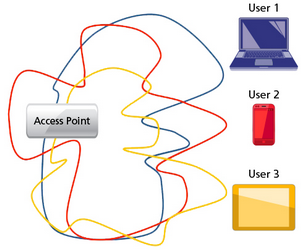 User 1
Access Point
User 2
User 3